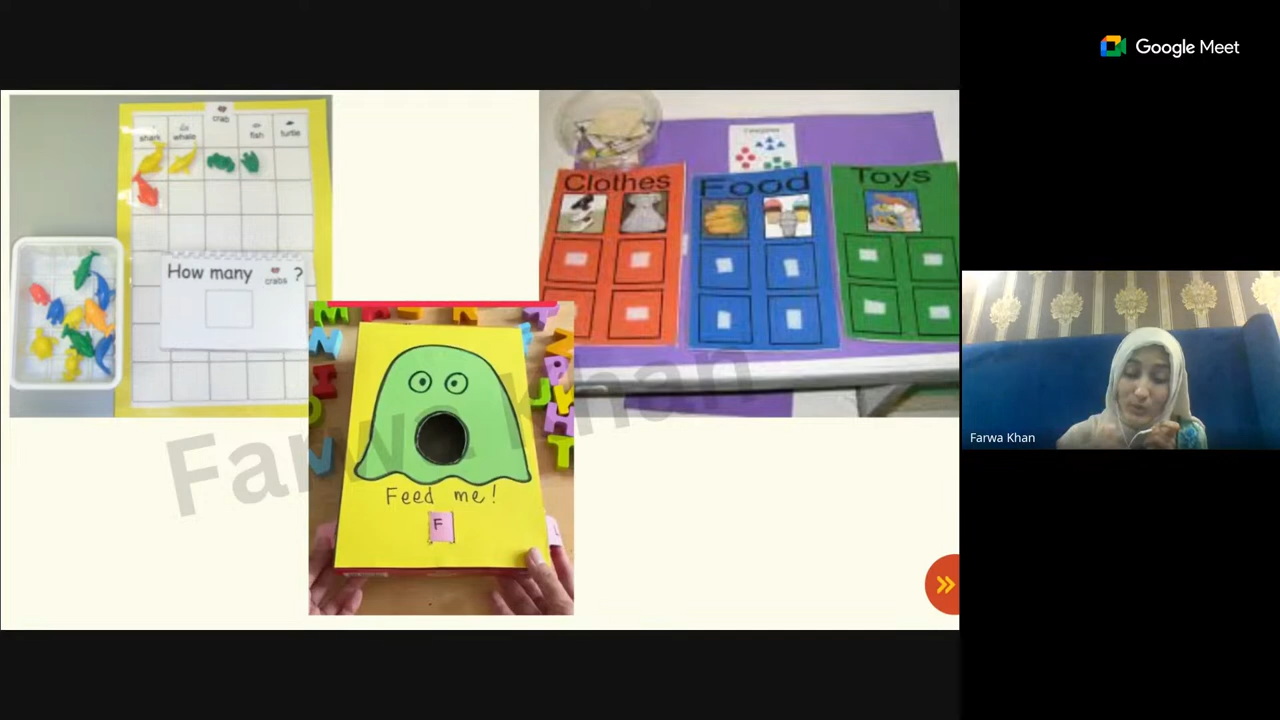 Google Meet
crab
shark
whale
fish
turtle
How many crabs ?
Clothes
Food
Toys
Feed me!
F
Farwa Khan
Farwa Khan